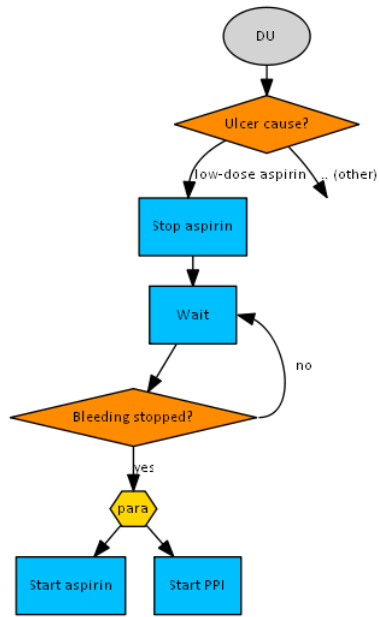 DU
Ulcer cause?
low-dose aspirin
.. (other)
Stop aspirin
Wait
no
Bleeding stopped?
yes
para
Start aspirin
Start PPI